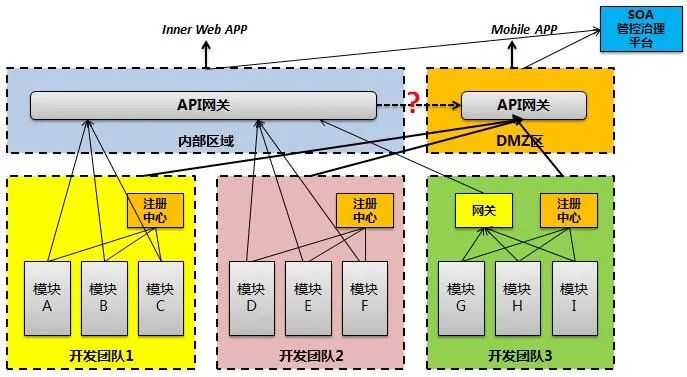 Inner Web APP
Mobile APP
SOA
管控治理
平台
API网关
?
API网关
内部区域
DMZ区
注册
中心
注册
中心
网关
注册
中心
模块
A
模块
B
模块
C
模块
D
模块
E
模块
F
模块
G
模块
H
模块
I
开发团队1
开发团队2
开发团队3